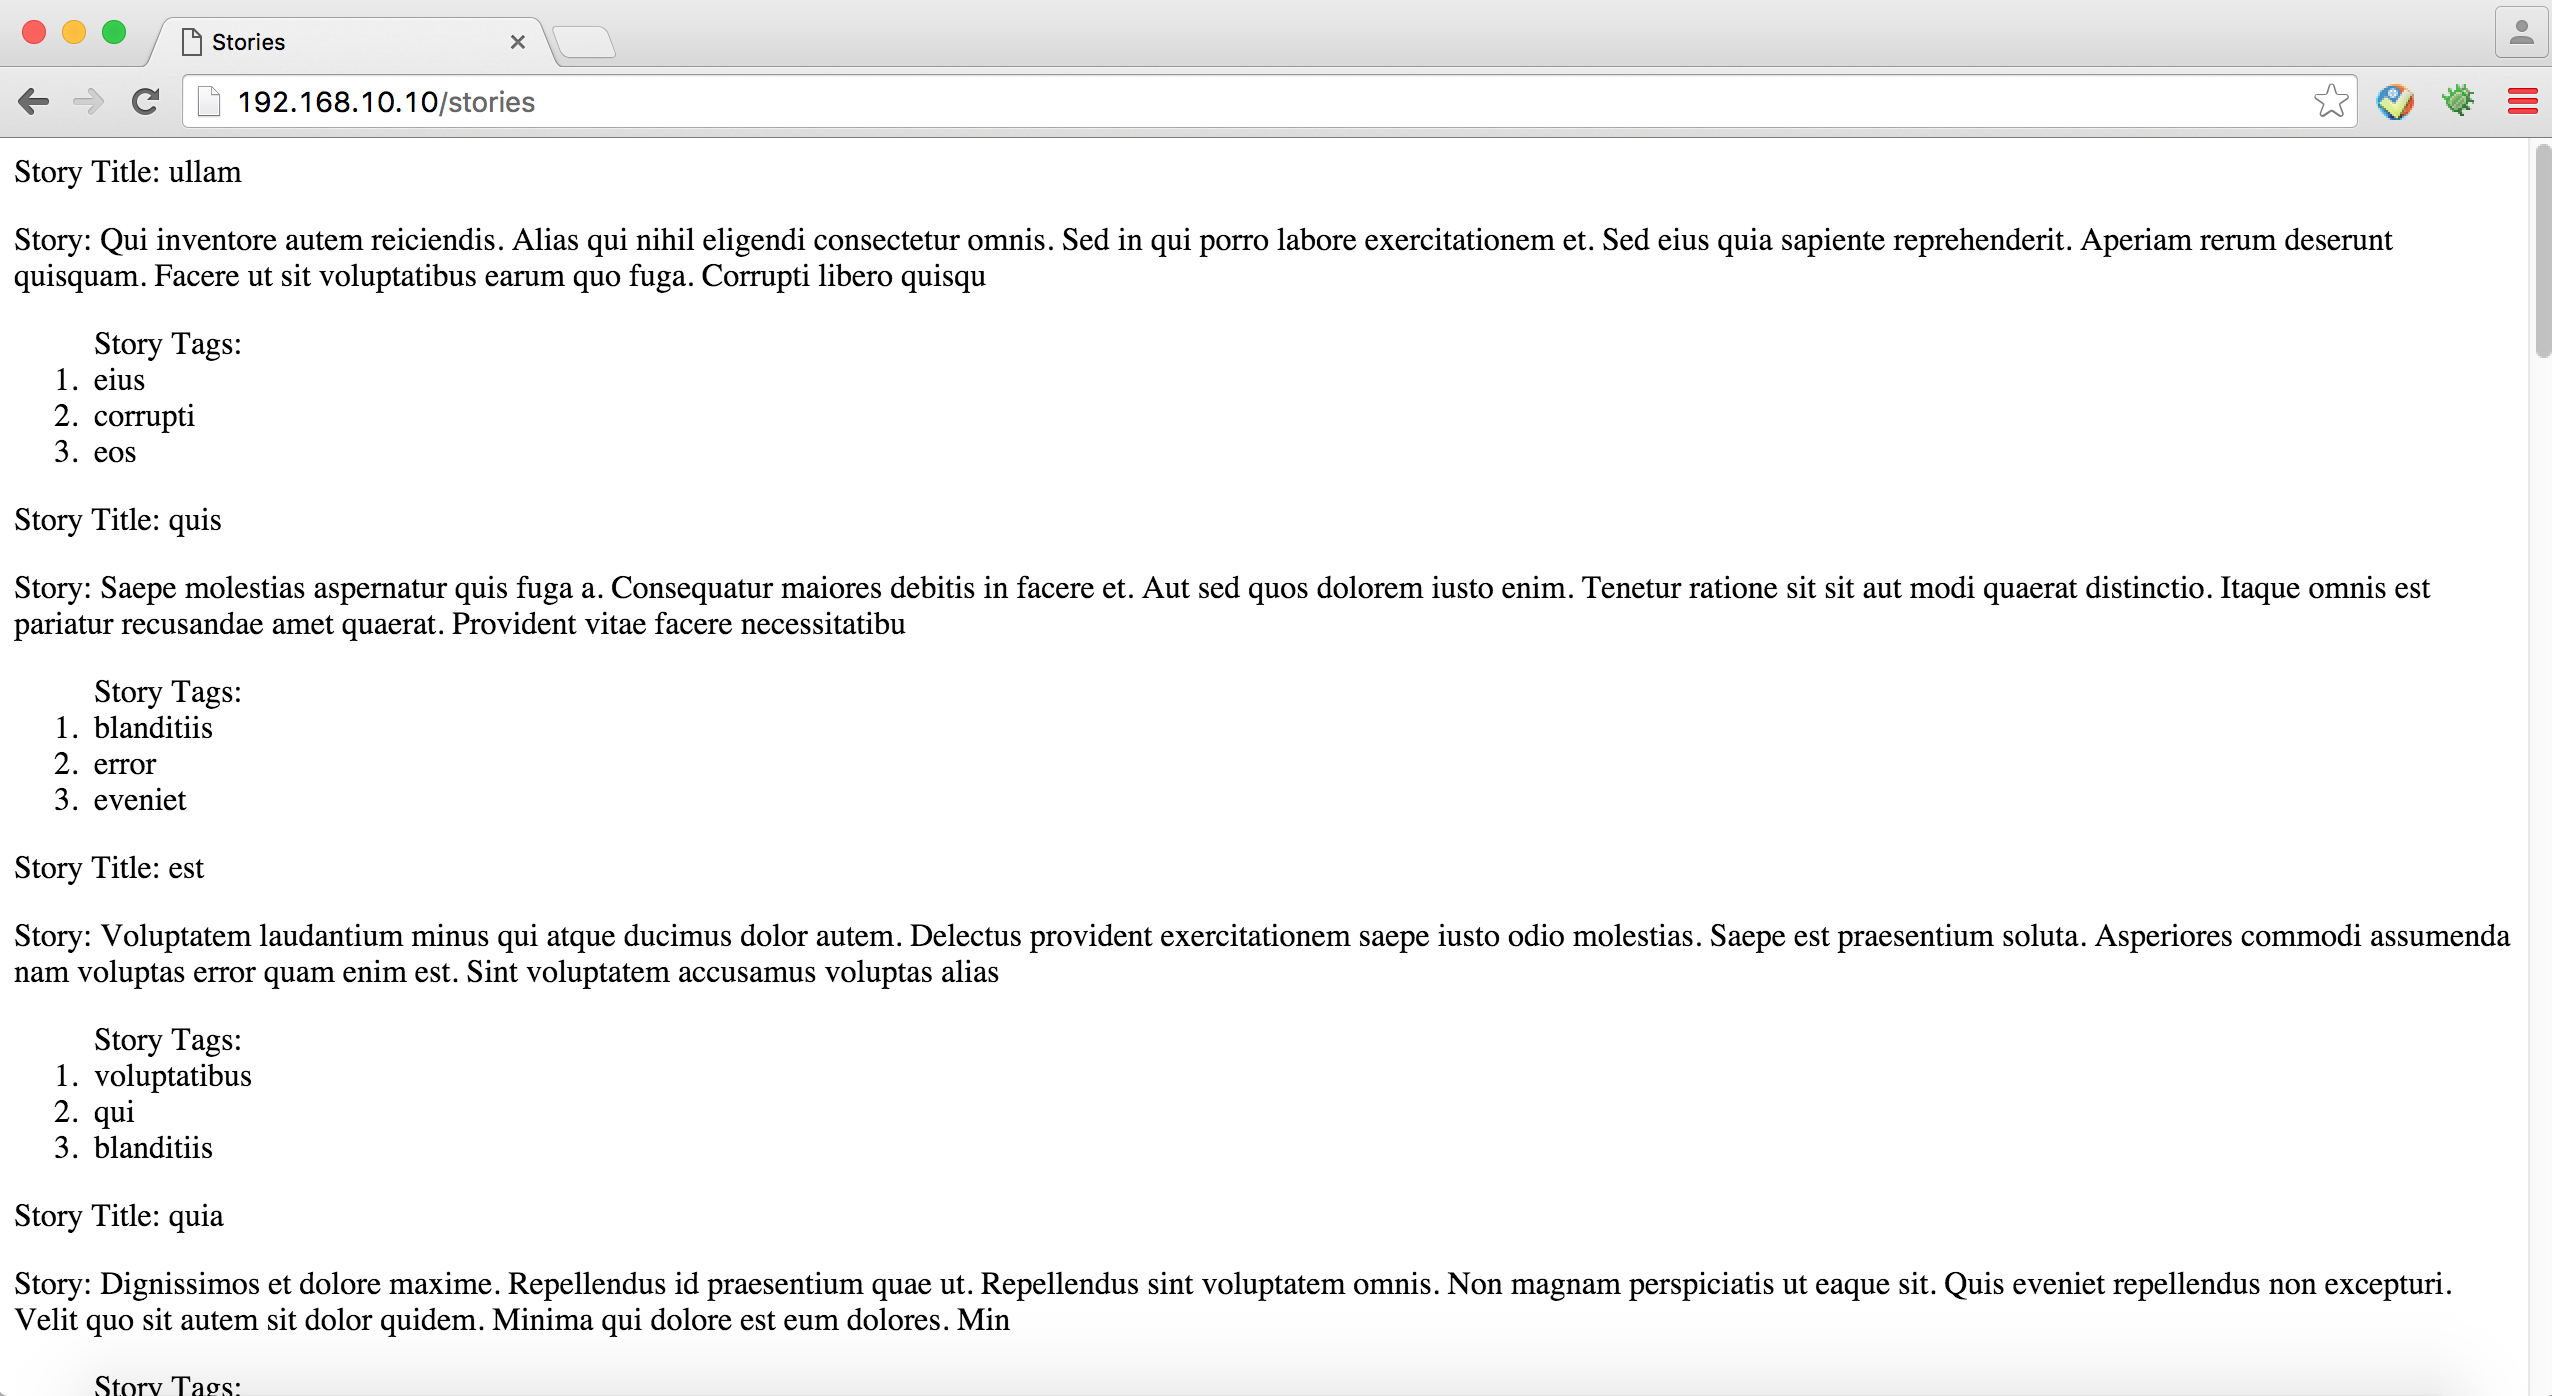 Stories
192.168.10.10/stories
Story Title: ullam
Story: Qui inventore autem reiciendis. Alias qui nihil eligendi consectetur omnis. Sed in qui porro labore exercitationem et. Sed eius quia sapiente reprehenderit. Aperiam rerum deserunt
quisquam. Facere ut sit voluptatibus earum quo fuga. Corrupti libero quisqu
Story Tags:
1. eius
2. corrupti
3. eos
Story Title: quis
Story: Saepe molestias aspernatur quis fuga a. Consequatur maiores debitis in facere et. Aut sed quos dolorem iusto enim. Tenetur ratione sit sit aut modi quaerat distinctio. Itaque omnis est
pariatur recusandae amet quaerat. Provident vitae facere necessitatibu
Story Tags:
1. blanditiis
2. error
3. eveniet
Story Title: est
Story: Voluptatem laudantium minus qui atque ducimus dolor autem. Delectus provident exercitationem saepe iusto odio molestias. Saepe est praesentium soluta. Asperiores commodi assumenda
nam voluptas error quam enim est. Sint voluptatem accusamus voluptas alias
Story Tags:
1. voluptatibus
2. qui
3. blanditiis
Story Title: quia
Story: Dignissimos et dolore maxime. Repellendus id praesentium quae ut. Repellendus sint voluptatem omnis. Non magnam perspiciatis ut eaque sit. Quis eveniet repellendus non excepturi.
Velit quo sit autem sit dolor quidem. Minima qui dolore est eum dolores. Min
Story Tags: